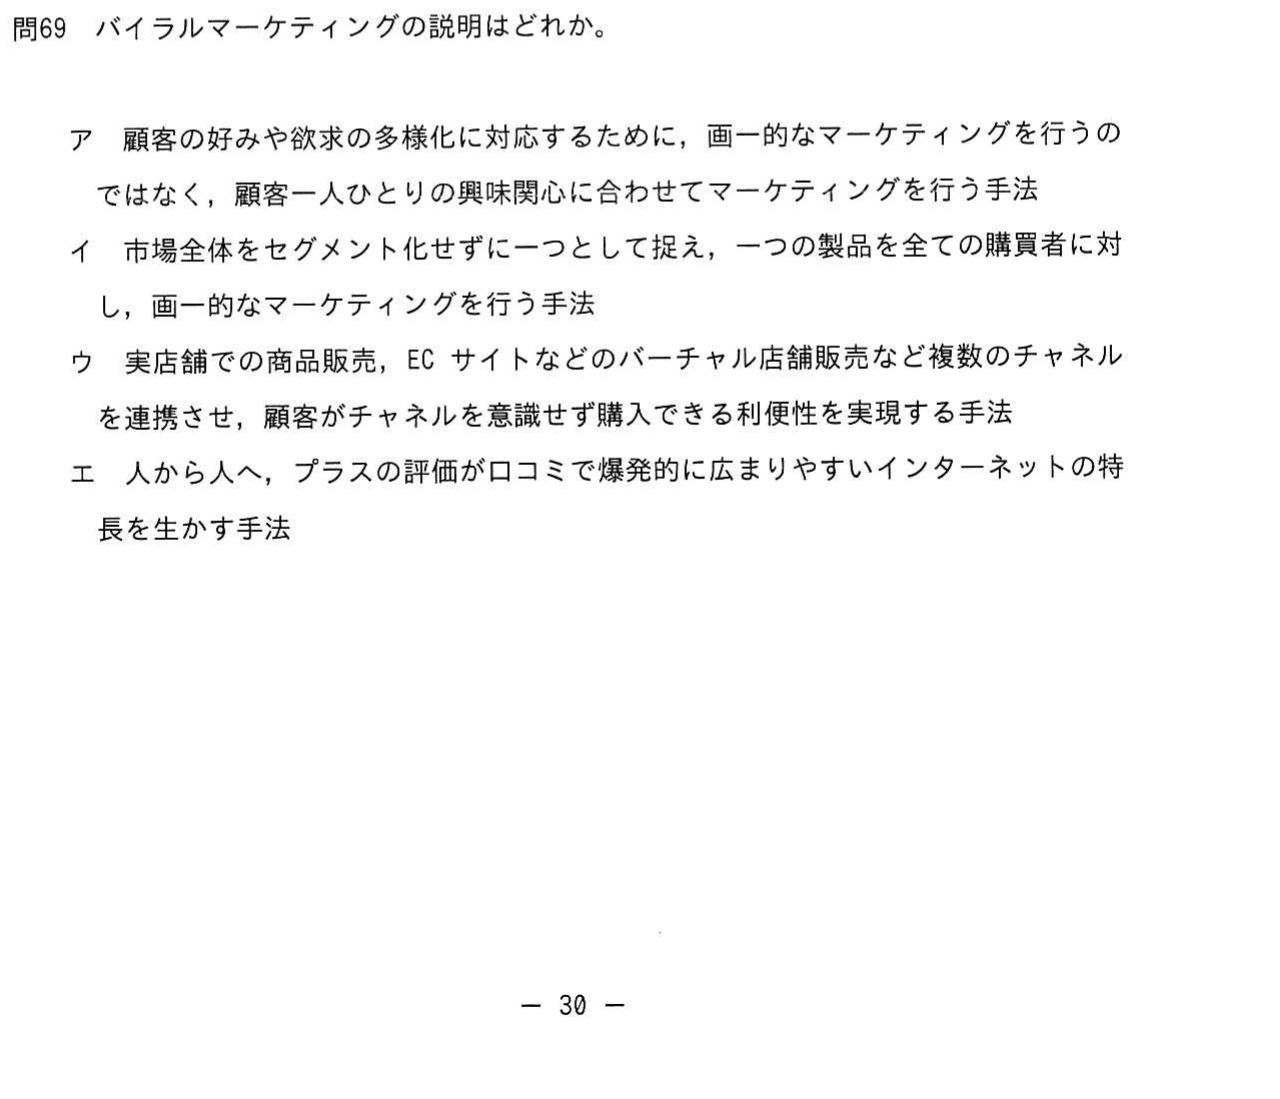 問69　バイラルマーケティングの説明はどれか。
ア　顧客の好みや欲求の多様化に対応するために，画一的なマーケティングを行うの
ではなく，顧客一人ひとりの興味関心に合わせてマーケティングを行う手法
イ　市場全体をセグメント化せずに一つとして捉え，一つの製品を全ての購買者に対
し，画一的なマーケティングを行う手法
ウ　実店舗での商品販売，EC サイトなどのバーチャル店舗販売など複数のチャネル
を連携させ，顧客がチャネルを意識せず購入できる利便性を実現する手法
エ　人から人へ，プラスの評価が口コミで爆発的に広まりやすいインターネットの特
長を生かす手法
― 30 ―